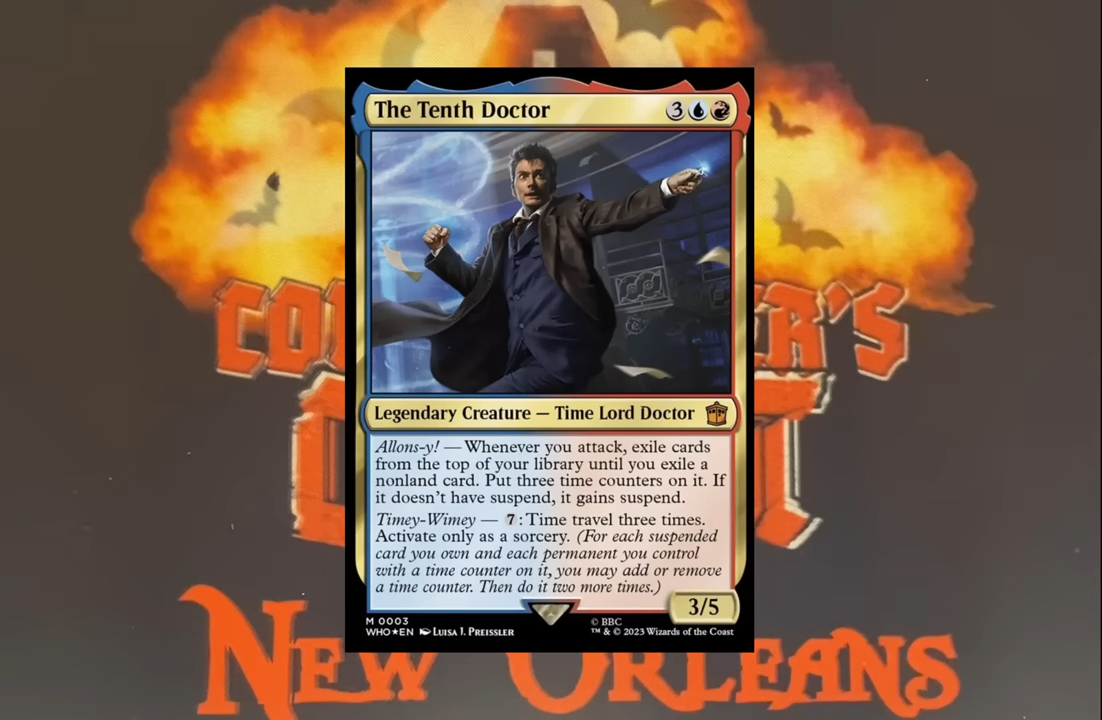 The Tenth Doctor 3
Legendary Creature — Time Lord Doctor
Allons-y! — Whenever you attack, exile cards
from the top of your library until you exile a
nonland card. Put three time counters on it. If
it doesn't have suspend, it gains suspend.
Timey-Wimey — 7: Time travel three times.
Activate only as a sorcery. (For each suspended
card you own and each permanent you control
with a time counter on it, you may add or remove
a time counter. Then do it two more times.)
3/5
M 0003
WHO★EN Luisa J. Preissler
© BBC
™ & © 2023 Wizards of the Coast
New Orleans